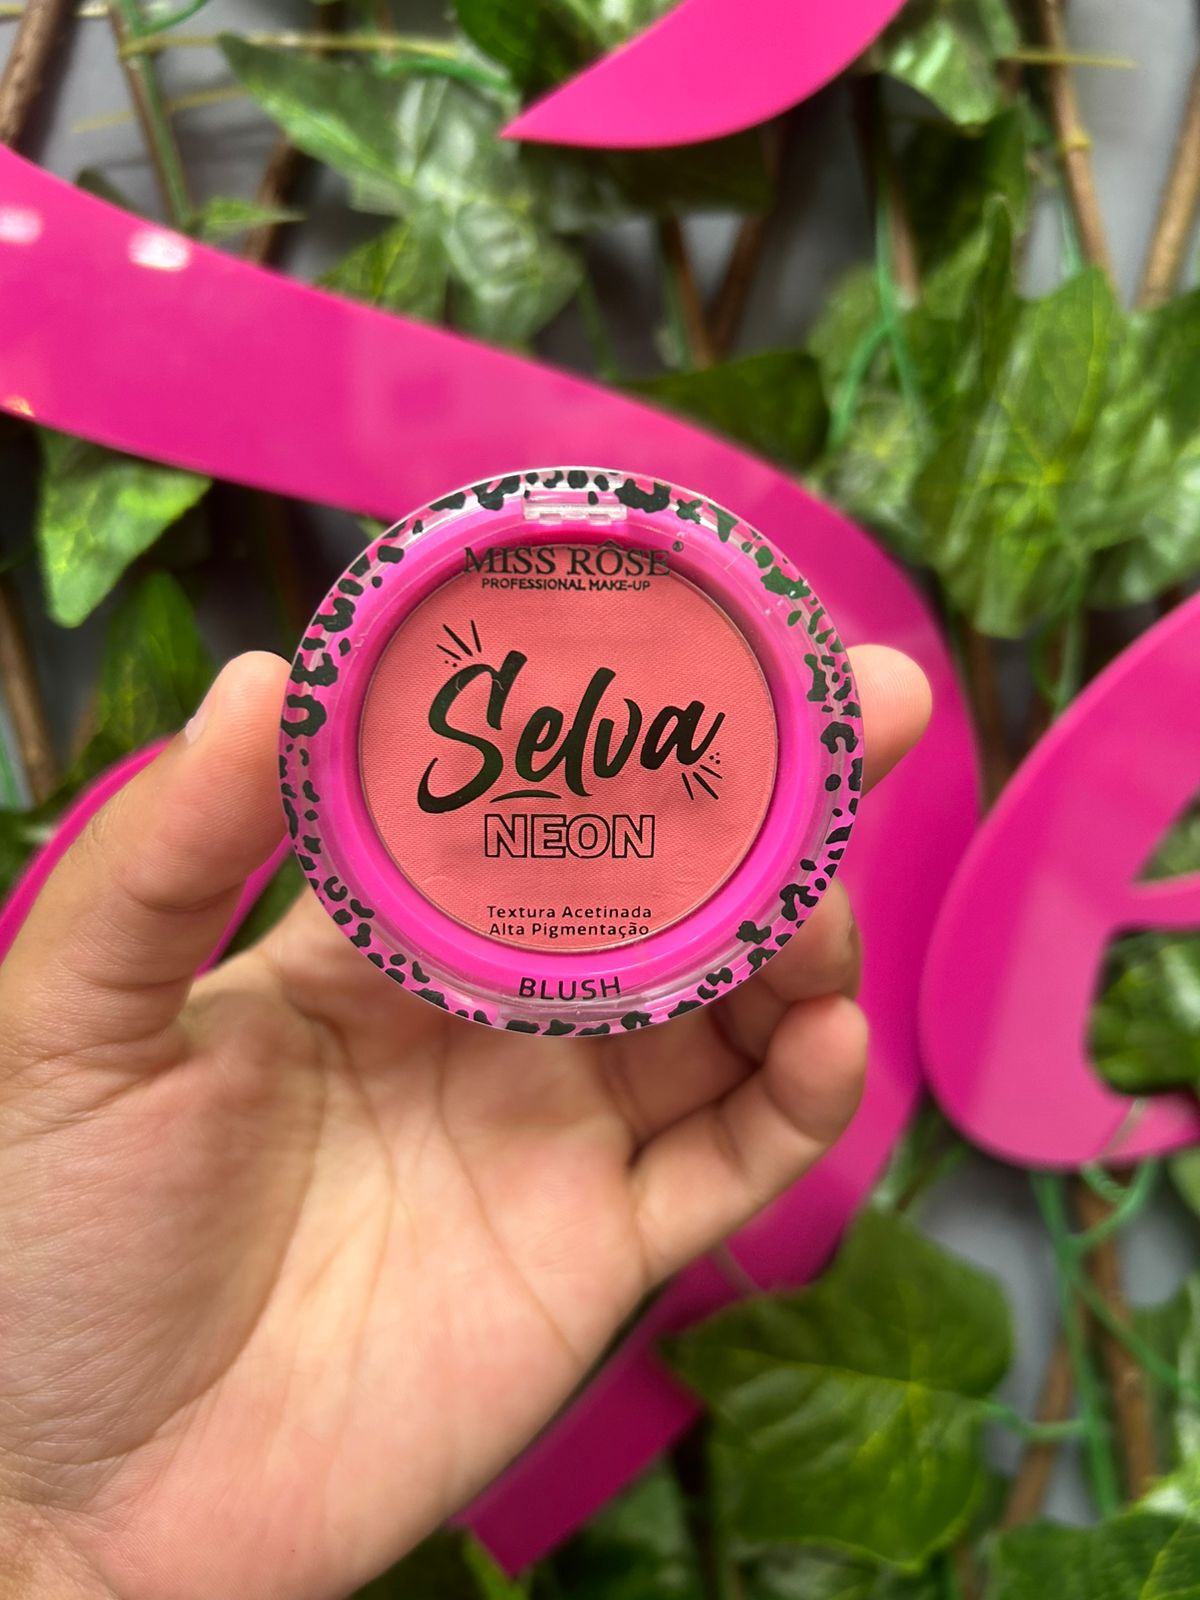 MISS RÔSE®
PROFESSIONAL MAKE-UP
Selva
NEON
Textura Acetinada
Alta Pigmentação
BLUSH